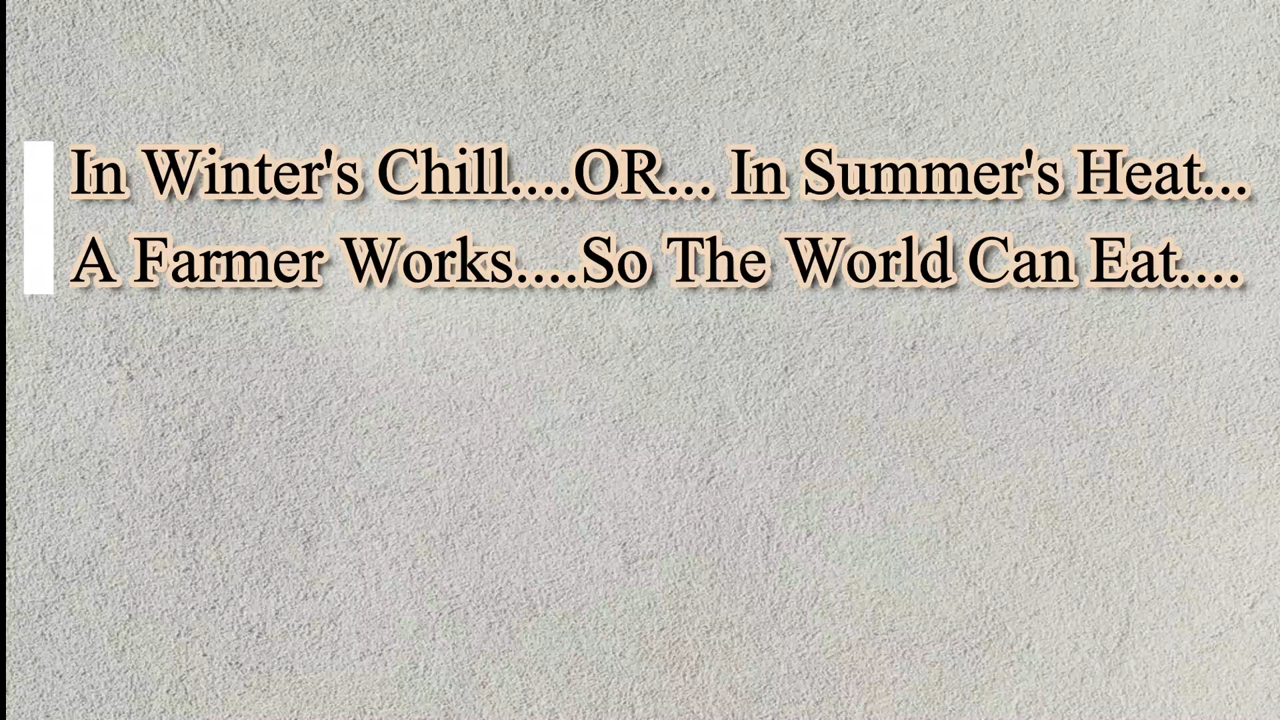 In Winter's Chill....OR... In Summer's Heat...
A Farmer Works....So The World Can Eat....